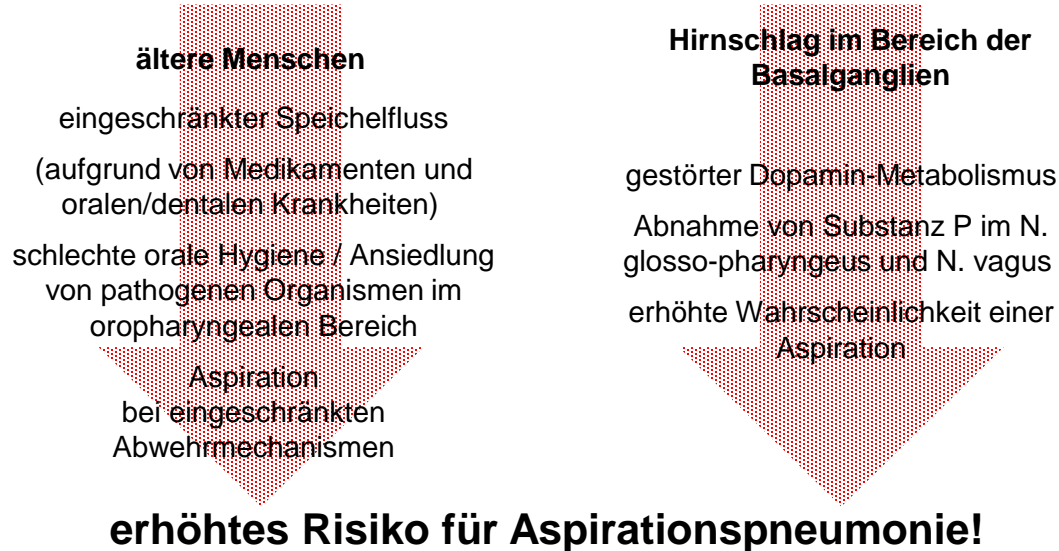 ältere Menschen
eingeschränkter Speichelfluss
(aufgrund von Medikamenten und
oralen/dentalen Krankheiten)
schlechte orale Hygiene / Ansiedlung
von pathogenen Organismen im
oropharyngealen Bereich
Aspiration
bei eingeschränkten
Abwehrmechanismen
Hirnschlag im Bereich der
Basalganglien
gestörter Dopamin-Metabolismus
Abnahme von Substanz P im N.
glosso-pharyngeus und N. vagus
erhöhte Wahrscheinlichkeit einer
Aspiration
erhöhtes Risiko für Aspirationspneumonie!